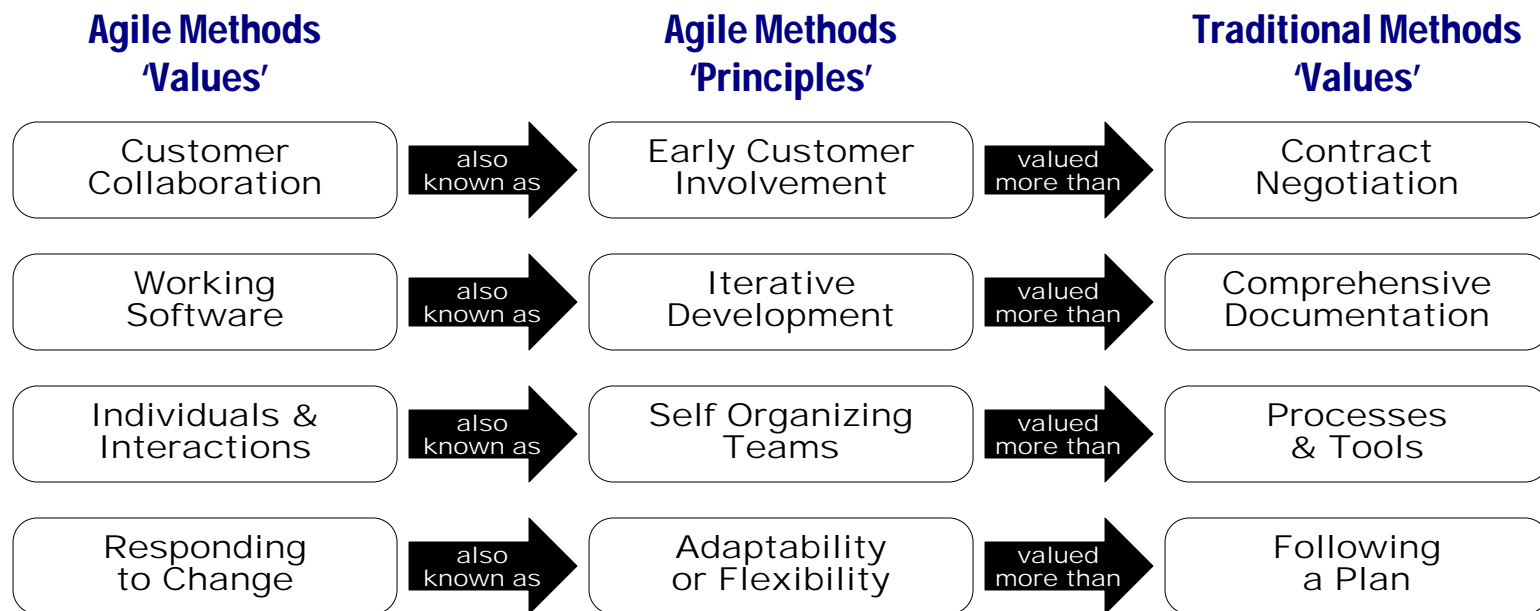 Agile Methods
‘Values’
Agile Methods
‘Principles’
Traditional Methods
‘Values’
Customer
Collaboration
also
known as
Early Customer
Involvement
valued
more than
Contract
Negotiation
Working
Software
also
known as
Iterative
Development
valued
more than
Comprehensive
Documentation
Individuals &
Interactions
also
known as
Self Organizing
Teams
valued
more than
Processes
& Tools
Responding
to Change
also
known as
Adaptability
or Flexibility
valued
more than
Following
a Plan